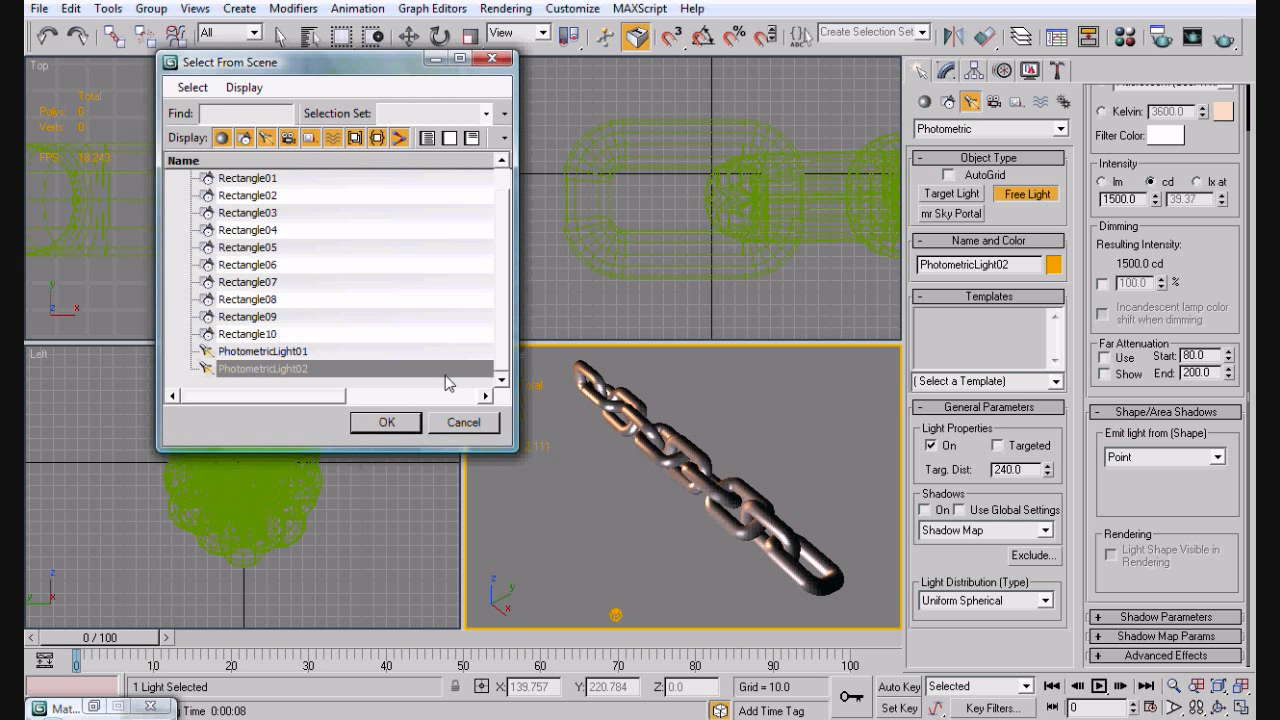 File Edit Tools Group Views Create Modifiers Animation Graph Editors Rendering Customize MAXScript Help
All
View
Create Selection Se
Top
Total
Polys: 0
Verts: 0
FPS 18.243
Select From Scene
Select Display
Find:
Selection Set:
Display:
Name
Rectangle01
Rectangle02
Rectangle03
Rectangle04
Rectangle05
Rectangle06
Rectangle07
Rectangle08
Rectangle09
Rectangle10
PhotometricLight01
PhotometricLight02
OK Cancel
Left
otal
2.111
y
x
z
y
z
z
y
x
Photometric
- Object Type
AutoGrid
Target Light Free Light
mr Sky Portal
- Name and Color
PhotometricLight02
- Templates
(Select a Template)
- General Parameters
Light Properties
On Targeted
Targ. Dist: 240.0
Shadows
On Use Global Settings
Shadow Map
Exclude...
Light Distribution (Type)
Uniform Spherical
Kelvin: 3600.0
Filter Color:
Intensity
lm cd lx at
1500.0 39.37
Dimming
Resulting Intensity:
1500.0 cd
100.0 %
Incandescent lamp color
shift when dimming
Far Attenuation
Use Start: 80.0
Show End: 200.0
- Shape/Area Shadows
Emit light from (Shape)
Point
Rendering
Light Shape Visible in
Rendering
+ Shadow Parameters
+ Shadow Map Params
+ Advanced Effects
< 0 / 100 >
0 10 20 30 40 50 60 70 80 90 100
1 Light Selected
X: 139.757 Y: 220.784 Z: 0.0
Grid = 10.0
Auto Key Selected
Mat...
Time 0:00:08
Add Time Tag
Set Key Key Filters...
0